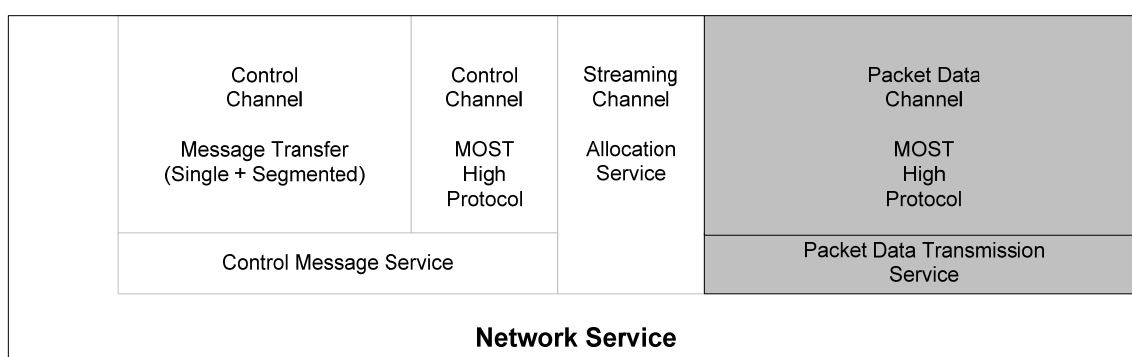 Control
Channel
Message Transfer
(Single + Segmented)
Control
Channel
MOST
High
Protocol
Streaming
Channel
Allocation
Service
Packet Data
Channel
MOST
High
Protocol
Control Message Service
Packet Data Transmission
Service
Network Service